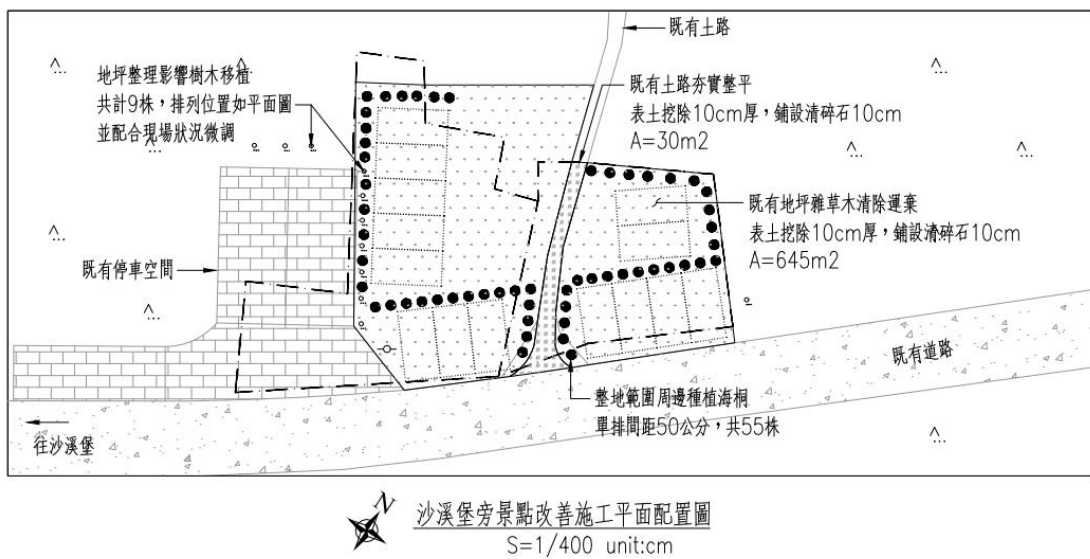 既有土路
地坪整理影響樹木移植
共計9株，排列位置如平面圖
並配合現場狀況微調
既有土路夯實整平
表土挖除10cm厚，鋪設清碎石10cm
A=30m2
既有地坪雜草木清除運棄
表土挖除10cm厚，鋪設清碎石10cm
A=645m2
既有停車空間
既有道路
整地範圍周邊種植海桐
單排間距50公分，共55株
往沙溪堡
N
沙溪堡旁景點改善施工平面配置圖
S=1/400 unit:cm